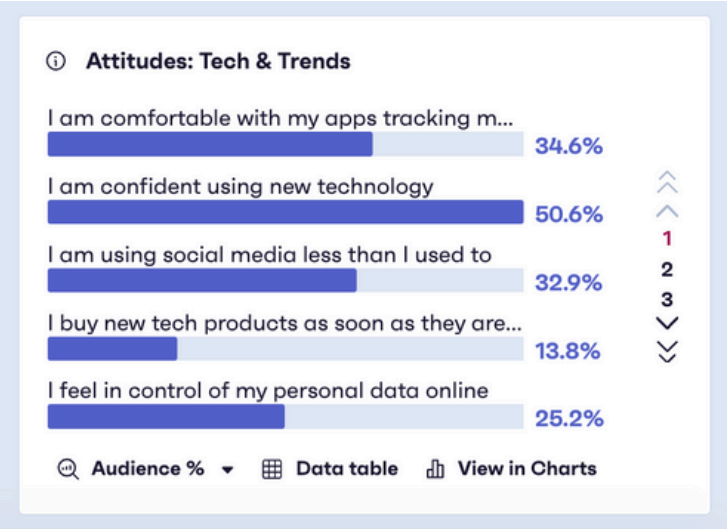 Attitudes: Tech & Trends
I am comfortable with my apps tracking m...
34.6%
I am confident using new technology
50.6%
I am using social media less than I used to
32.9%
I buy new tech products as soon as they are...
13.8%
I feel in control of my personal data online
25.2%
1
2
3
Audience % Data table View in Charts